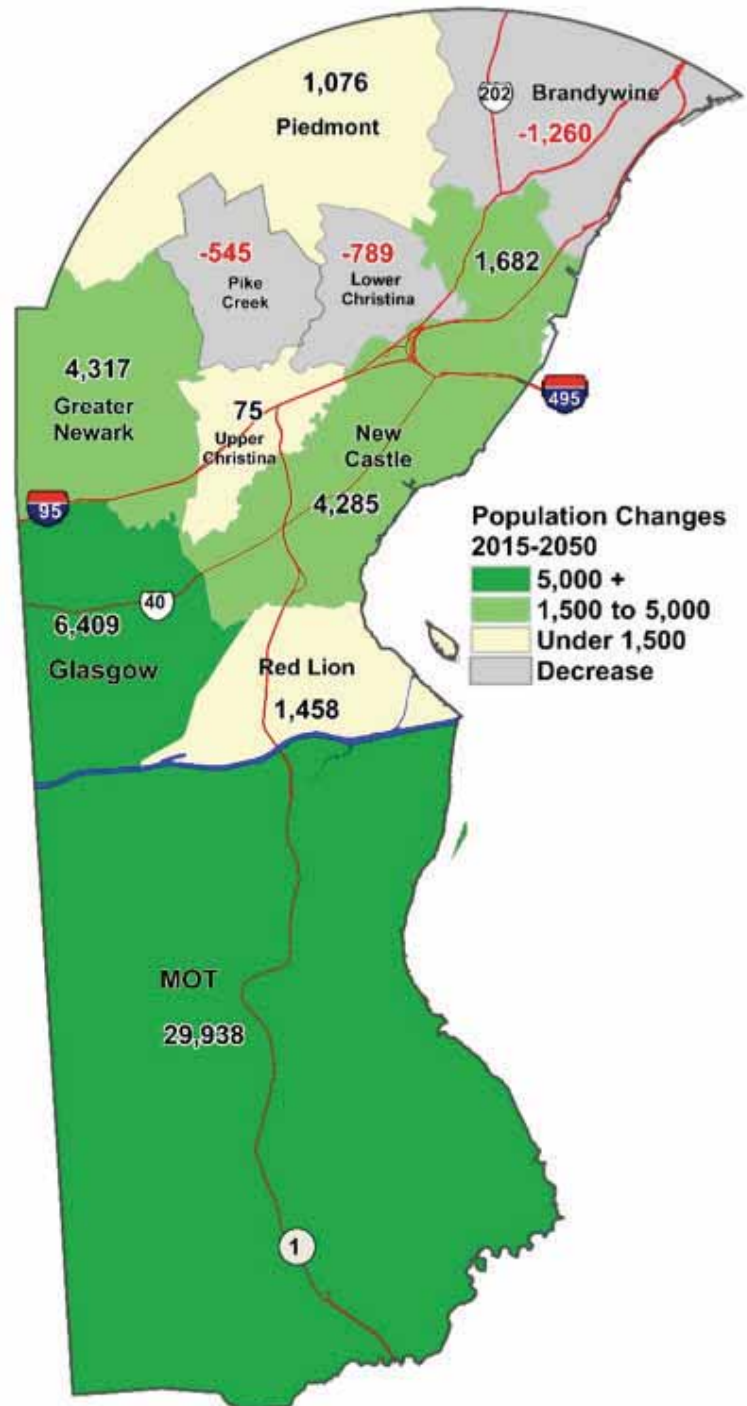 1,076
Piedmont
202
Brandywine
-1,260
-545
Pike
Creek
-789
Lower
Christina
1,682
4,317
Greater
Newark
75
Upper
Christina
New
Castle
4,285
495
95
40
6,409
Glasgow
Red Lion
1,458
Population Changes
2015-2050
5,000 +
1,500 to 5,000
Under 1,500
Decrease
MOT
29,938
1